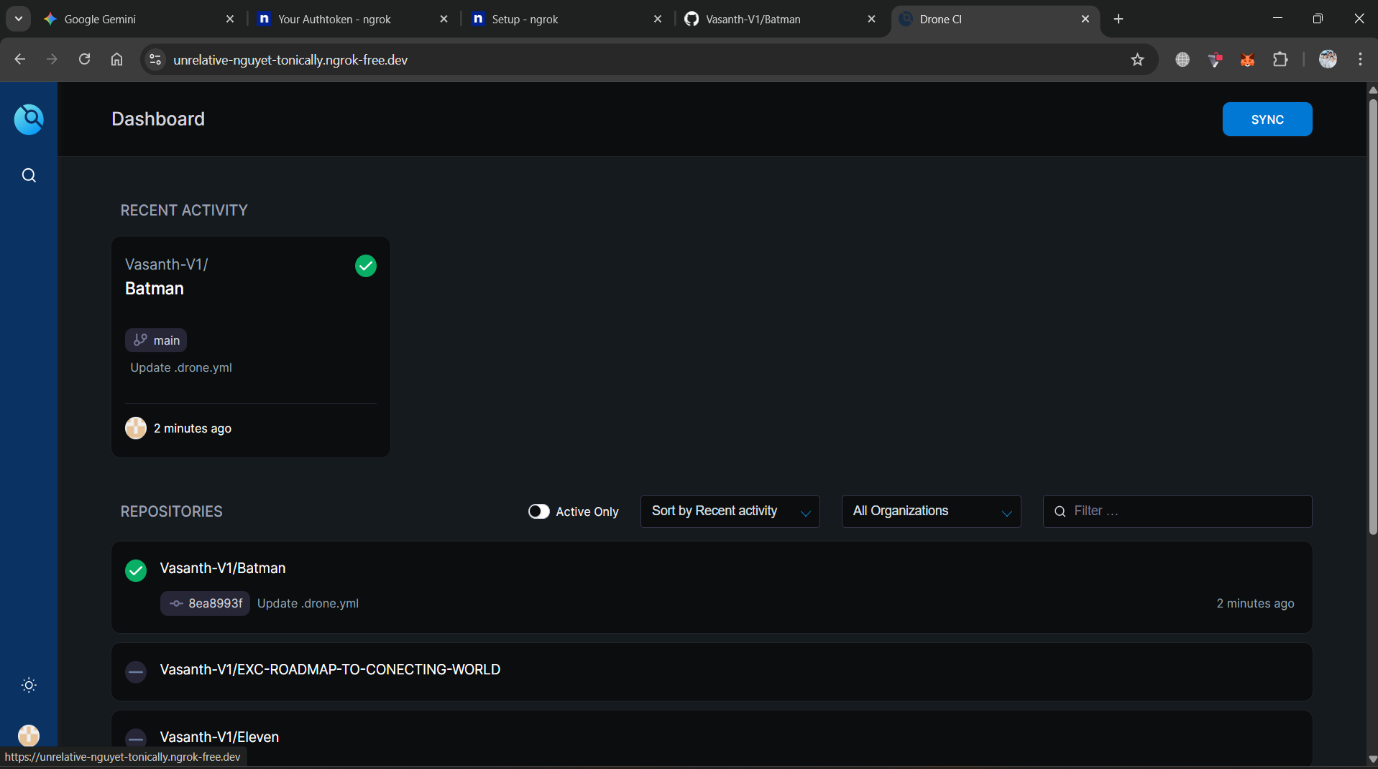 Google Gemini
Your Authtoken - ngrok
Setup - ngrok
Vasanth-V1/Batman
Drone CI
unrelative-nguyet-tonically.ngrok-free.dev
Dashboard
SYNC
RECENT ACTIVITY
Vasanth-V1/
Batman
main
Update .drone.yml
2 minutes ago
REPOSITORIES
Active Only
Sort by Recent activity
All Organizations
Filter ...
Vasanth-V1/Batman
8ea8993f Update .drone.yml
2 minutes ago
Vasanth-V1/EXC-ROADMAP-TO-CONECTING-WORLD
Vasanth-V1/Eleven
https://unrelative-nguyet-tonically.ngrok-free.dev